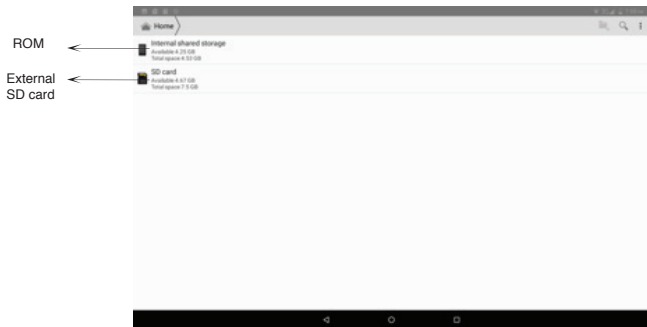 Home
ROM
Internal shared storage
Available 4.25 GB
Total space 4.53 GB
External
SD card
SD card
Available 4.67 GB
Total space 7.5 GB